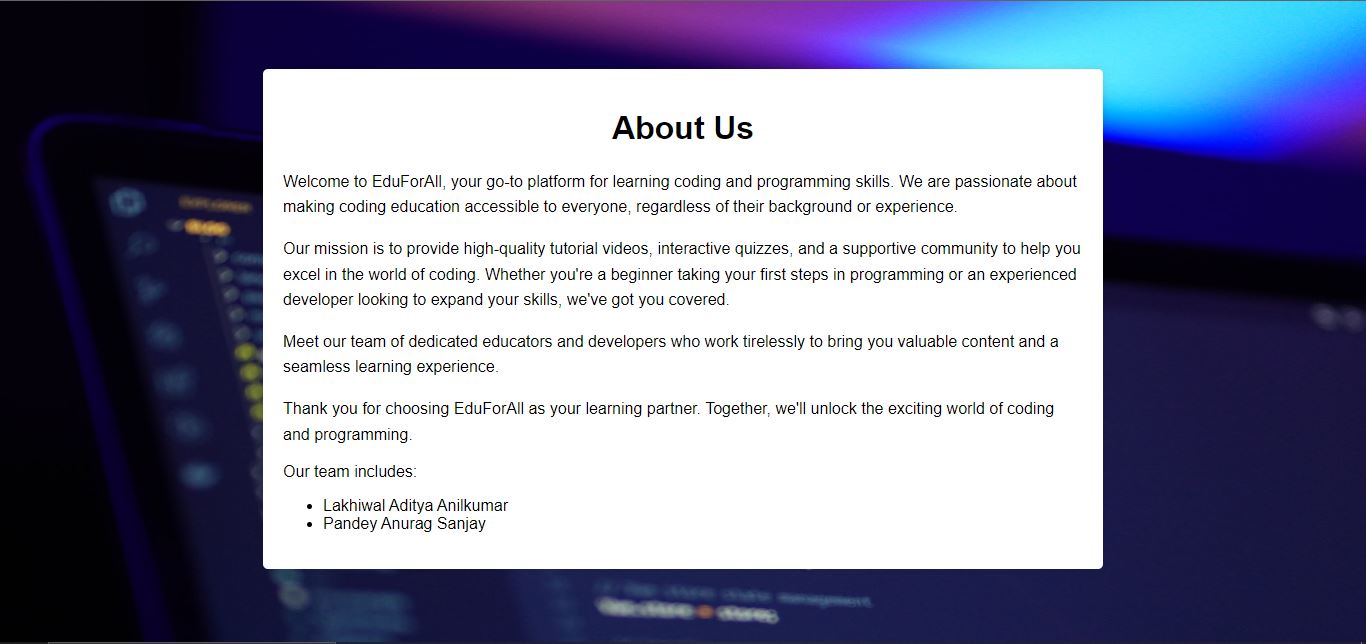 About Us
Welcome to EduForAll, your go-to platform for learning coding and programming skills. We are passionate about
making coding education accessible to everyone, regardless of their background or experience.
Our mission is to provide high-quality tutorial videos, interactive quizzes, and a supportive community to help you
excel in the world of coding. Whether you're a beginner taking your first steps in programming or an experienced
developer looking to expand your skills, we've got you covered.
Meet our team of dedicated educators and developers who work tirelessly to bring you valuable content and a
seamless learning experience.
Thank you for choosing EduForAll as your learning partner. Together, we'll unlock the exciting world of coding
and programming.
Our team includes:
• Lakhiwal Aditya Anilkumar
• Pandey Anurag Sanjay